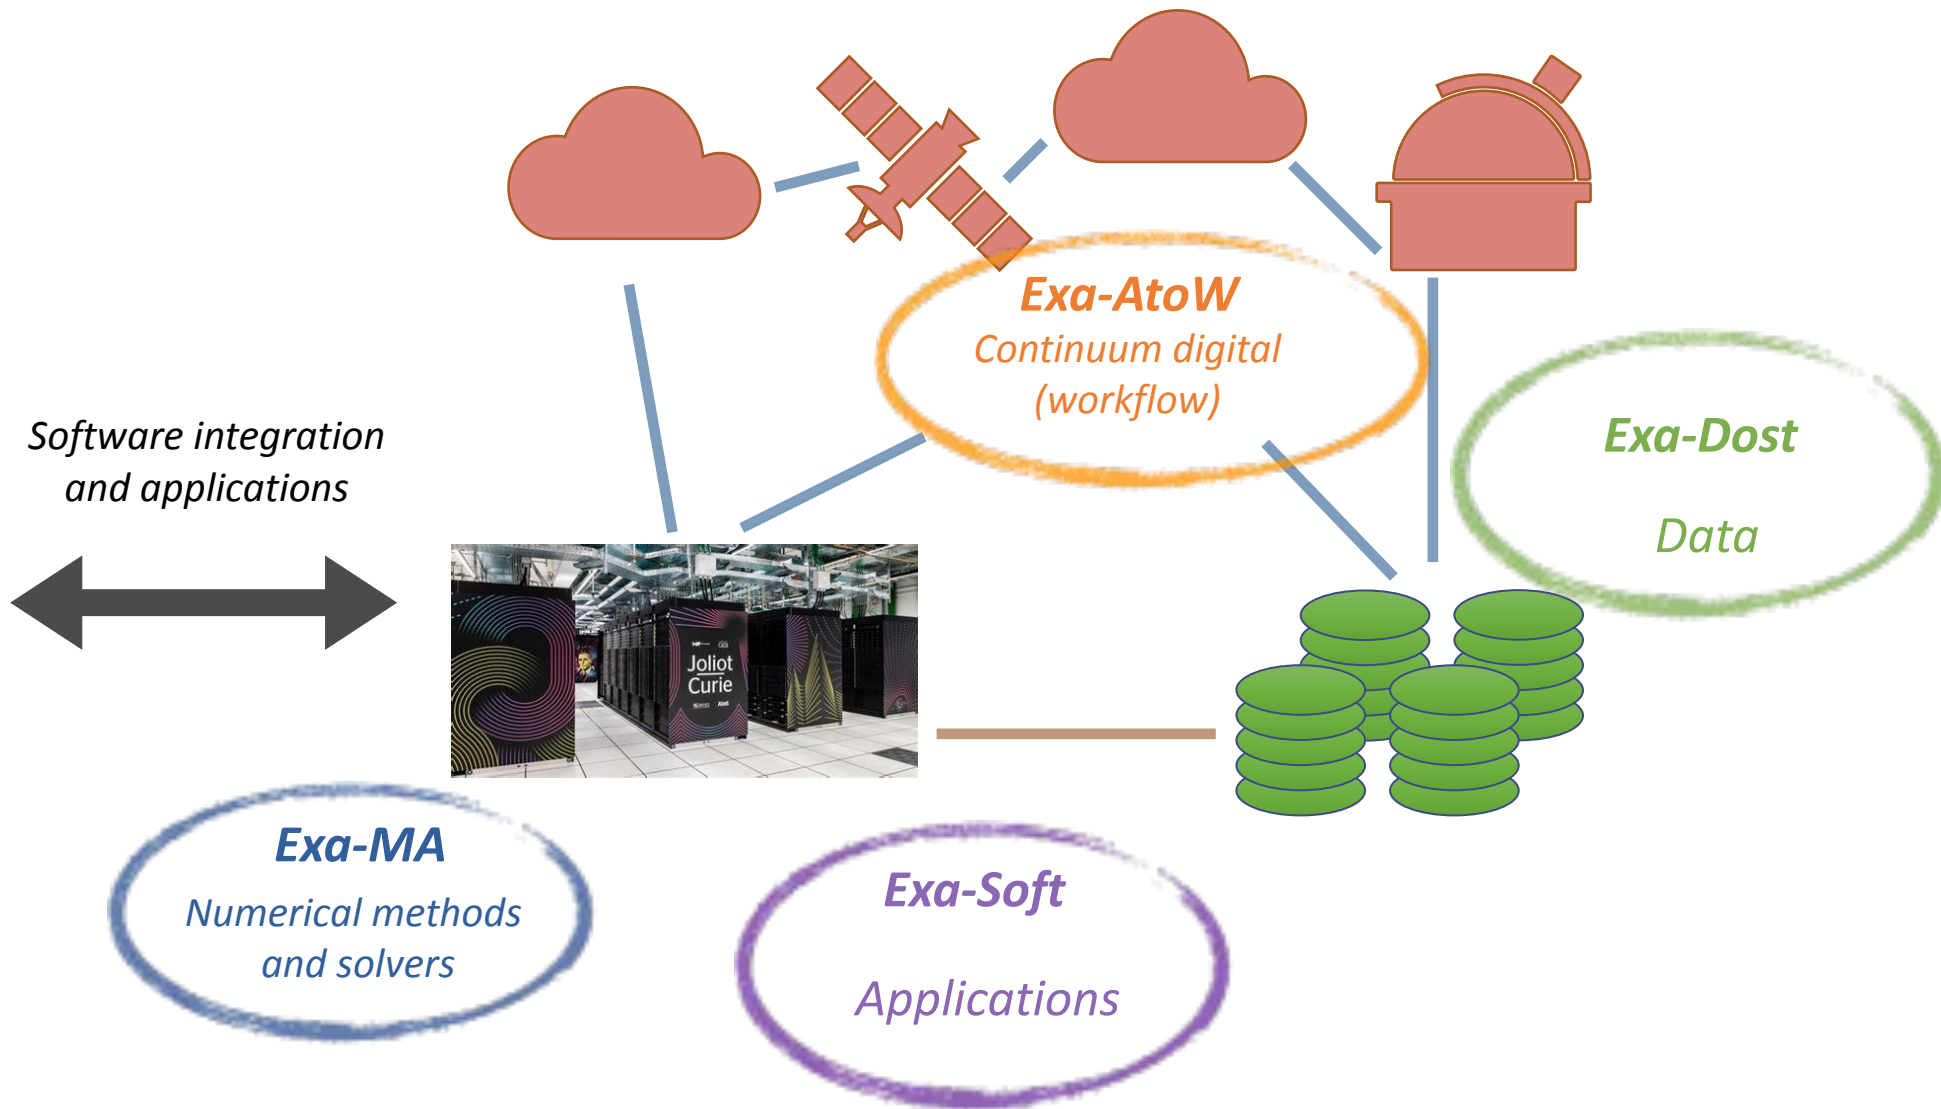 Exa-AtoW
Continuum digital
(workflow)
Exa-Dost
Data
Software integration
and applications
Joliot
Curie
Atos
Exa-MA
Numerical methods
and solvers
Exa-Soft
Applications